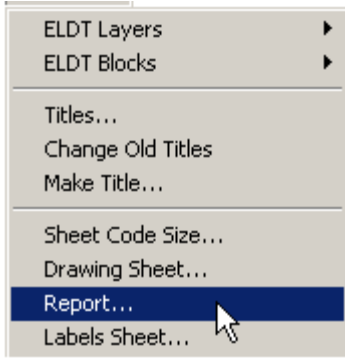 ELDT Layers
ELDT Blocks
Titles...
Change Old Titles
Make Title...
Sheet Code Size...
Drawing Sheet...
Report...
Labels Sheet...